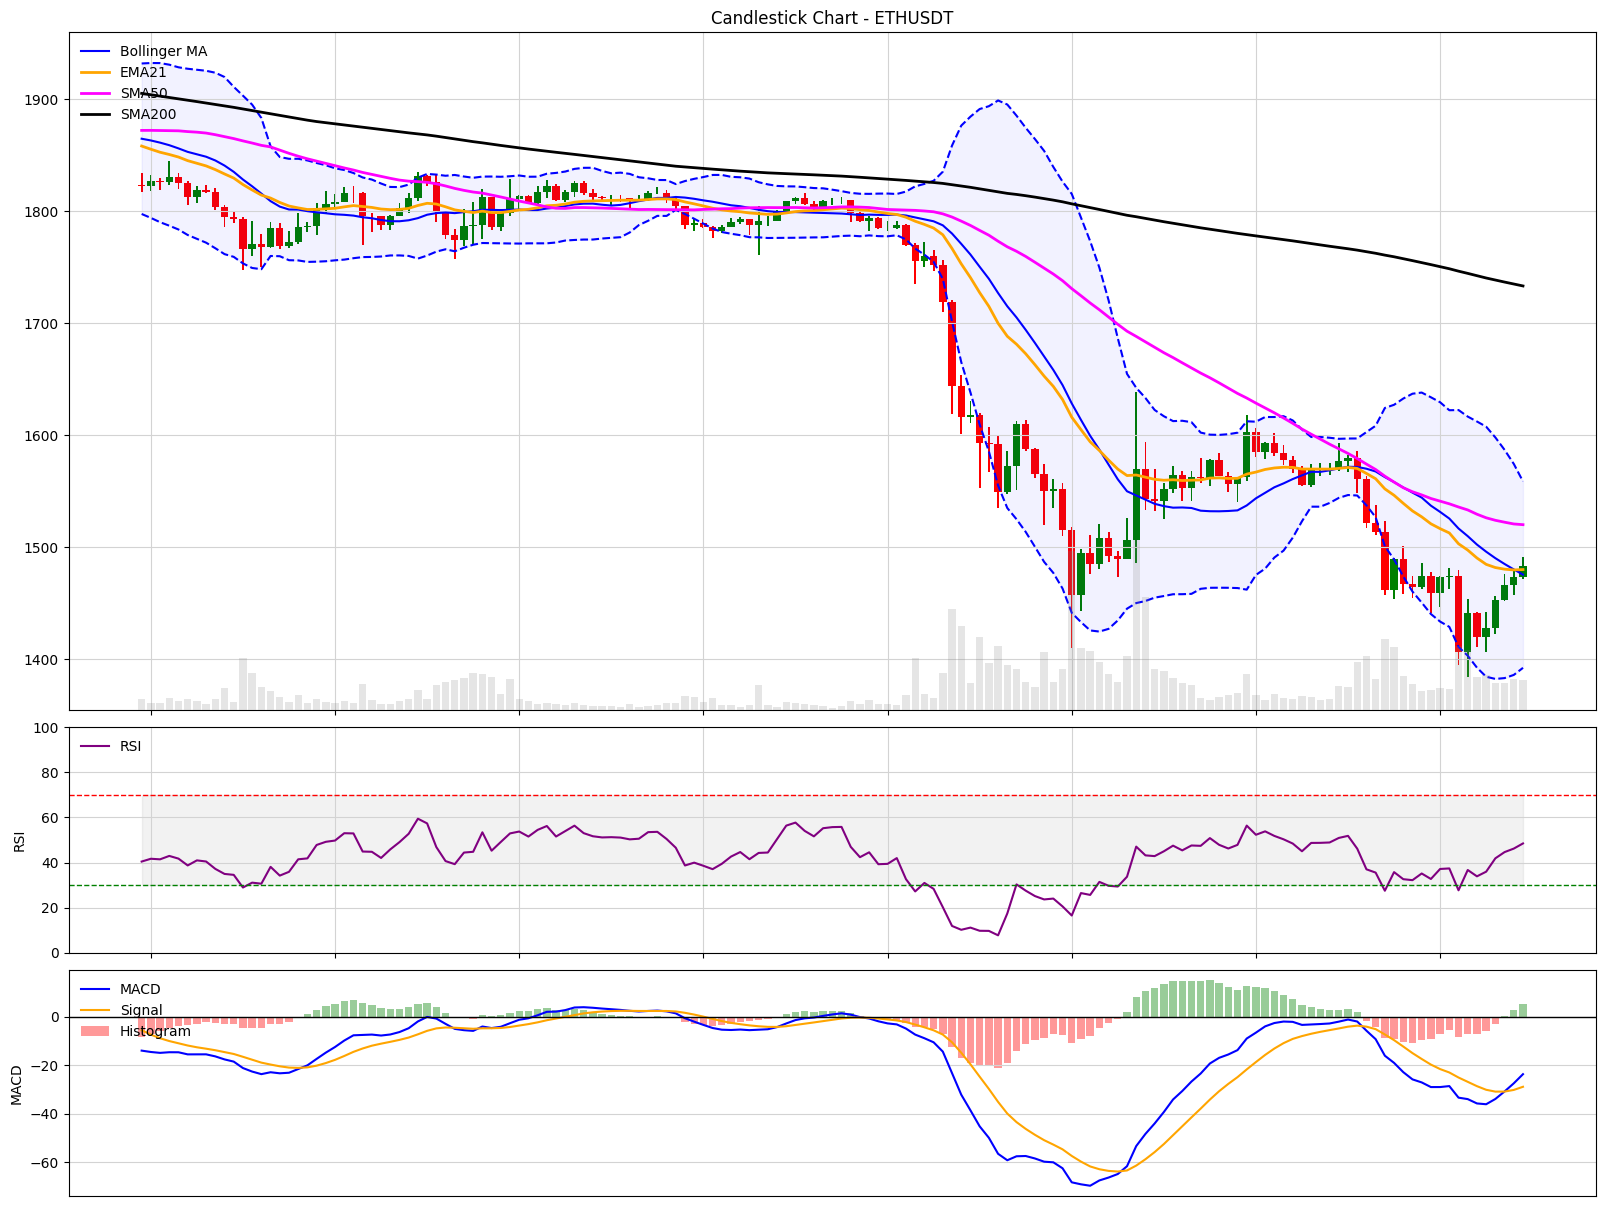 Candlestick Chart - ETHUSDT
Bollinger MA
EMA21
SMA50
SMA200
1900
1800
1700
1600
1500
1400
RSI
100
80
60
40
20
0
RSI
MACD
Signal
Histogram
0
−20
−40
−60
MACD